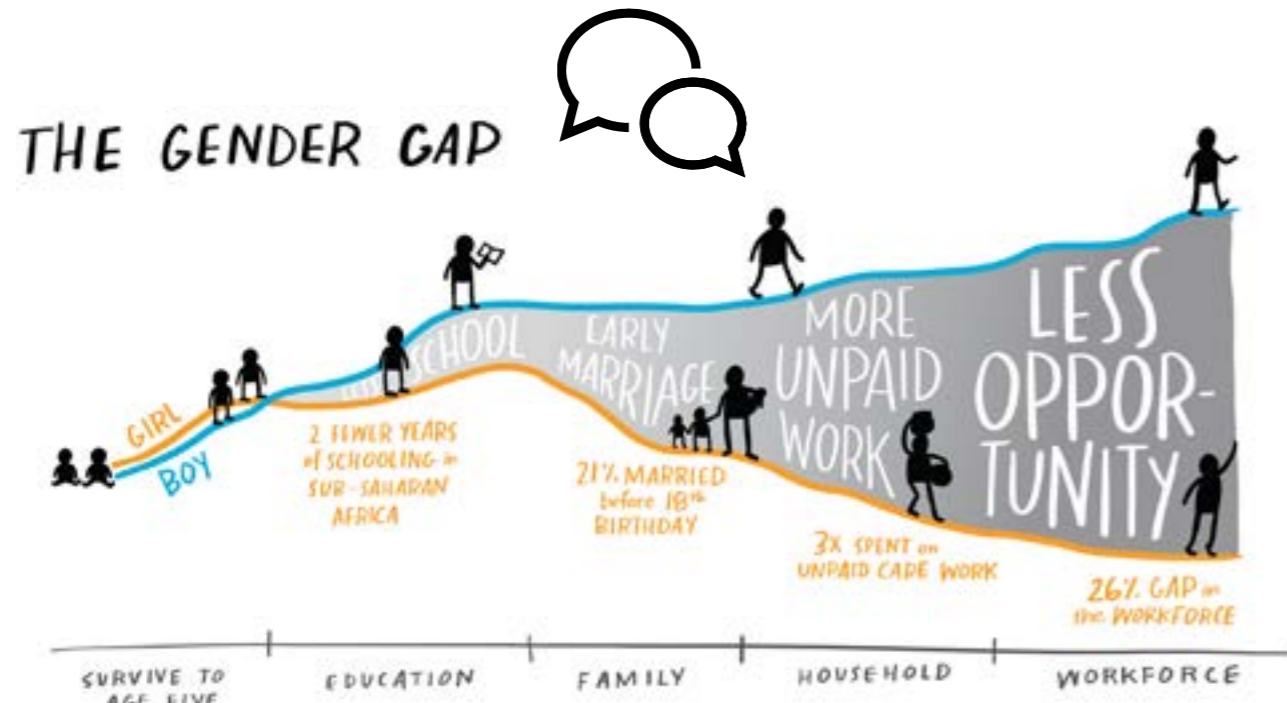 THE GENDER GAP
GIRL
BOY
SCHOOL
2 FEWER YEARS
of SCHOOLING in
SUB-SAHARAN
AFRICA
EARLY
MARRIAGE
21% MARRIED
before 18th
BIRTHDAY
MORE
UNPAID
WORK
3X SPENT on
UNPAID CARE WORK
LESS
OPPOR-
TUNITY
26% GAP in
the WORKFORCE
SURVIVE TO
AGE FIVE
EDUCATION
FAMILY
HOUSEHOLD
WORKFORCE